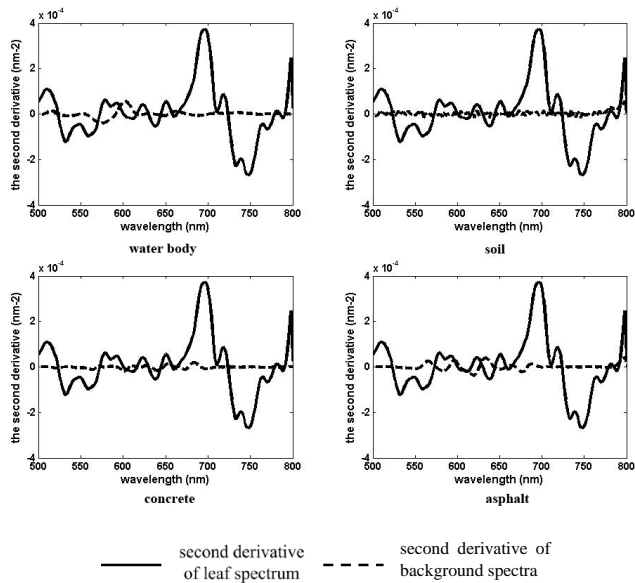 x 10-4
4
2
0
-2
-4
the second derivative (nm-2)
500 550 600 650 700 750 800
wavelength (nm)
water body
x 10-4
4
2
0
-2
-4
the second derivative (nm-2)
500 550 600 650 700 750 800
wavelength (nm)
soil
x 10-4
4
2
0
-2
-4
the second derivative (nm-2)
500 550 600 650 700 750 800
wavelength (nm)
concrete
x 10-4
4
2
0
-2
-4
the second derivative (nm-2)
500 550 600 650 700 750 800
wavelength (nm)
asphalt
second derivative
of leaf spectrum
second derivative of
background spectra